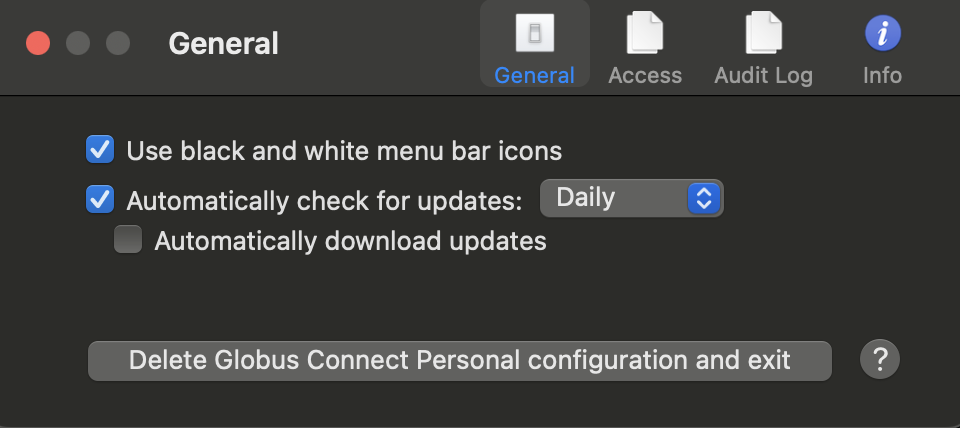 General
General
Access
Audit Log
Info
Use black and white menu bar icons
Automatically check for updates: Daily
Automatically download updates
Delete Globus Connect Personal configuration and exit ?